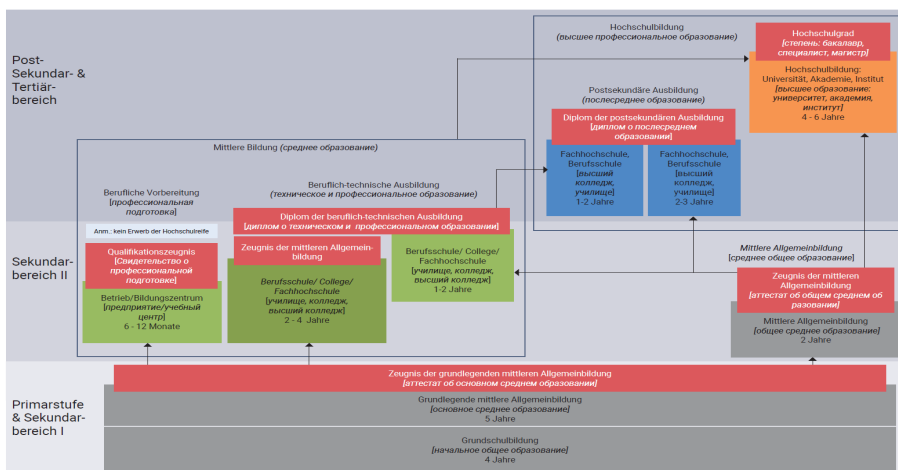 Post-
Sekundar- &
Tertiär-
bereich
Hochschulbildung
(высшее профессиональное образование)
Hochschulgrad
[степень: бакалавр,
специалист, магистр]
Hochschulbildung:
Universität, Akademie, Institut
[высшее образование:
университет, академия,
институт]
4 - 6 Jahre
Postsekundäre Ausbildung
(послесреднее образование)
Diplom der postsekundären Ausbildung
[диплом о послесреднем
образовании]
Fachhochschule,
Berufsschule
[высший
колледж,
училище]
1-2 Jahre
Fachhochschule,
Berufsschule
[высший
колледж,
училище]
2-3 Jahre
Mittlere Bildung (среднее образование)
Berufliche Vorbereitung
[профессиональная
подготовка]
Beruflich-technische Ausbildung
(техническое и профессиональное образование)
Sekundar-
bereich II
Anm.: kein Erwerb der Hochschulreife
Qualifikationszeugnis
[Свидетельство о
профессиональной
подготовке]
Betrieb/Bildungszentrum
[предприятие/учебный
центр]
6 - 12 Monate
Diplom der beruflich-technischen Ausbildung
[диплом о техническом и профессиональном образовании]
Zeugnis der mittleren Allgemein-
bildung
Berufsschule/ College/
Fachhochschule
[училище, колледж,
высший колледж]
2 - 4 Jahre
Berufsschule/ College/
Fachhochschule
[училище, колледж,
высший колледж]
1-2 Jahre
Mittlere Allgemeinbildung
[среднее общее образование]
Zeugnis der mittleren
Allgemeinbildung
[аттестат об общем среднем об
разовании]
Mittlere Allgemeinbildung
[общее среднее образование]
2 Jahre
Primarstufe
& Sekundar-
bereich I
Zeugnis der grundlegenden mittleren Allgemeinbildung
[аттестат об основном среднем образовании]
Grundlegende mittlere Allgemeinbildung
[основное среднее образование]
5 Jahre
Grundschulbildung
[начальное общее образование]
4 Jahre